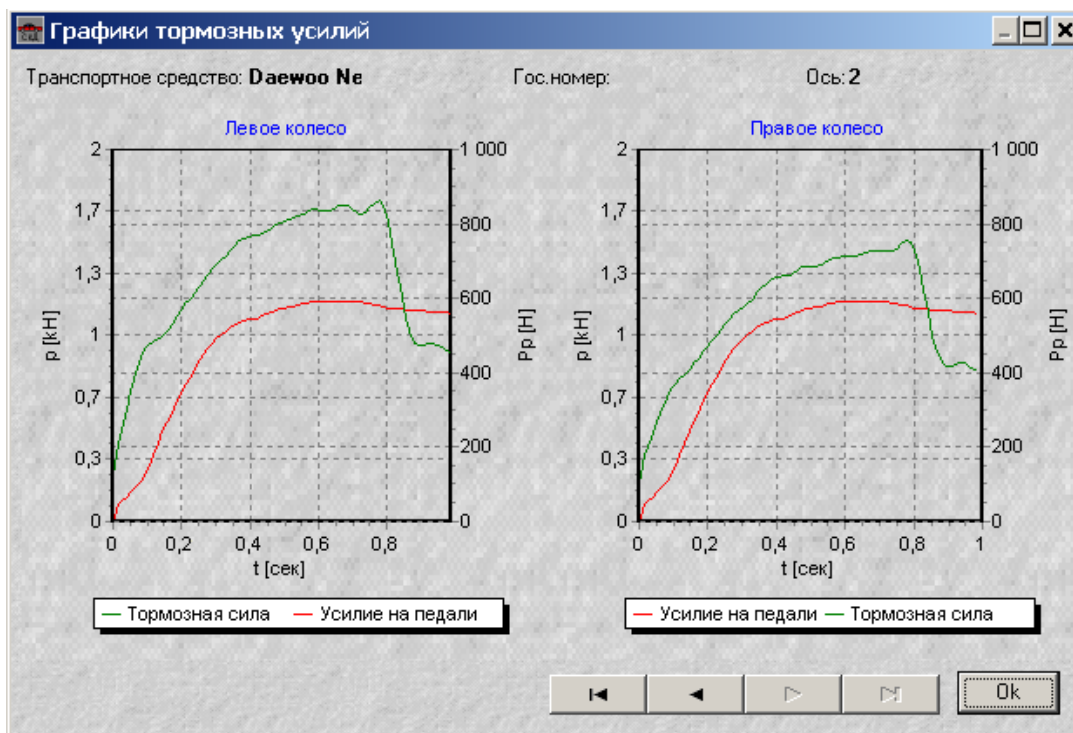 Графики тормозных усилий
Транспортное средство: Daewoo Ne Гос.номер: Ось: 2
Левое колесо
2
1,7
1,3
1
0,7
0,3
0
p [kH]
1 000
800
600
400
200
0
Pp [H]
0 0,2 0,4 0,6 0,8
t [сек]
Тормозная сила Усилие на педали
Правое колесо
2
1,7
1,3
1
0,7
0,3
0
p [kH]
1 000
800
600
400
200
0
Pp [H]
0 0,2 0,4 0,6 0,8 1
t [сек]
Усилие на педали Тормозная сила
Ok